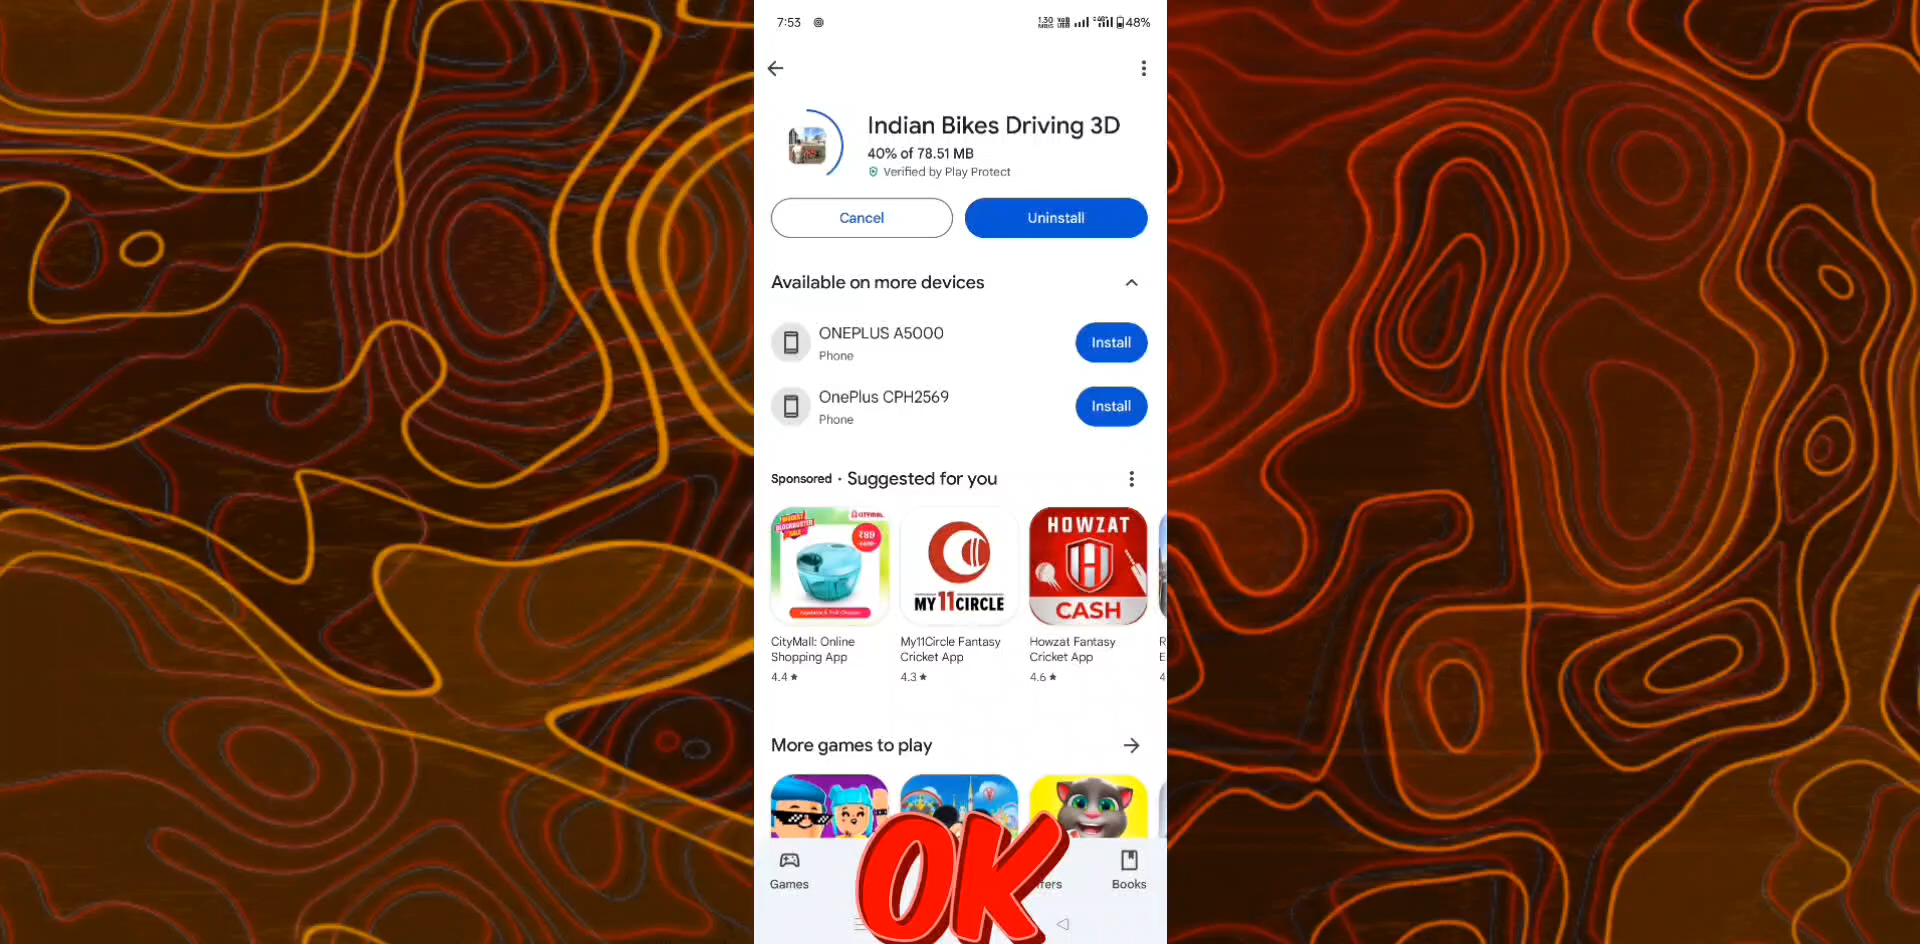 7:53
48%
Indian Bikes Driving 3D
40% of 78.51 MB
Verified by Play Protect
Cancel
Uninstall
Available on more devices
ONEPLUS A5000
Phone
Install
OnePlus CPH2569
Phone
Install
Sponsored · Suggested for you
₹89
MY11CIRCLE
HOWZAT
H
CASH
CityMall: Online
Shopping App
4.4 ★
My11Circle Fantasy
Cricket App
4.3 ★
Howzat Fantasy
Cricket App
4.6 ★
More games to play
OK
Games
Books